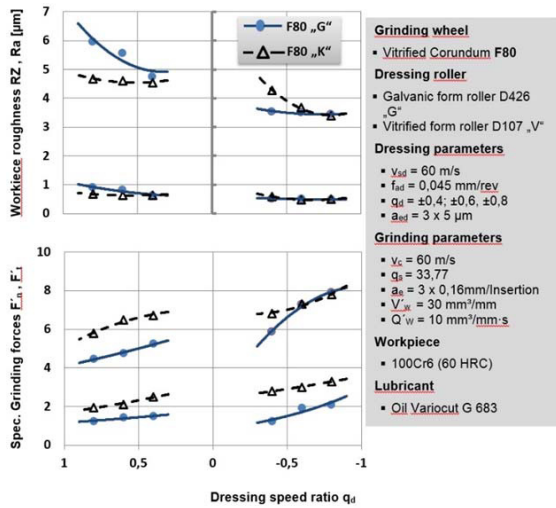 F80 „G“
F80 „K“
Workiece roughness RZ , Ra [µm]
7
6
5
4
3
2
1
0
Spec. Grinding forces F´n , F´t
10
8
6
4
2
0
1
0,5
0
-0,5
-1
Dressing speed ratio qd
Grinding wheel
▪ Vitrified Corundum F80
Dressing roller
▪ Galvanic form roller D426
„G“
▪ Vitrified form roller D107 „V“
Dressing parameters
▪ vsd = 60 m/s
▪ fad = 0,045 mm/rev
▪ qd = ±0,4; ±0,6, ±0,8
▪ aed = 3 x 5 µm
Grinding parameters
▪ vc = 60 m/s
▪ qs = 33,77
▪ ae = 3 x 0,16mm/Insertion
▪ V´W = 30 mm³/mm
▪ Q´W = 10 mm³/mm·s
Workpiece
▪ 100Cr6 (60 HRC)
Lubricant
▪ Oil Variocut G 683